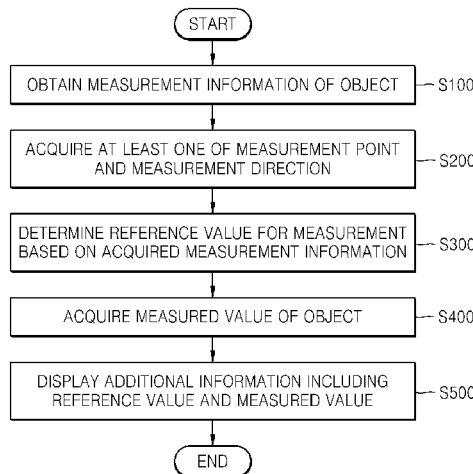 START
OBTAIN MEASUREMENT INFORMATION OF OBJECT
S100
ACQUIRE AT LEAST ONE OF MEASUREMENT POINT
AND MEASUREMENT DIRECTION
S200
DETERMINE REFERENCE VALUE FOR MEASUREMENT
BASED ON ACQUIRED MEASUREMENT INFORMATION
S300
ACQUIRE MEASURED VALUE OF OBJECT
S400
DISPLAY ADDITIONAL INFORMATION INCLUDING
REFERENCE VALUE AND MEASURED VALUE
S500
END